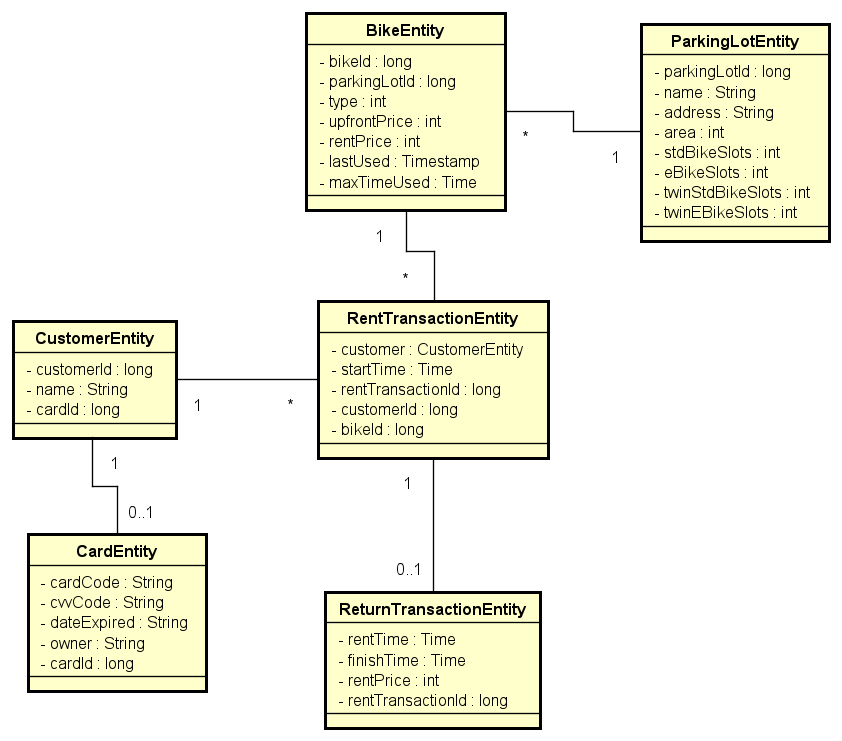 BikeEntity
- bikeId : long
- parkingLotId : long
- type : int
- upfrontPrice : int
- rentPrice : int
- lastUsed : Timestamp
- maxTimeUsed : Time
ParkingLotEntity
- parkingLotId : long
- name : String
- address : String
- area : int
- stdBikeSlots : int
- eBikeSlots : int
- twinStdBikeSlots : int
- twinEBikeSlots : int
*
1
1
*
CustomerEntity
- customerId : long
- name : String
- cardId : long
RentTransactionEntity
- customer : CustomerEntity
- startTime : Time
- rentTransactionId : long
- customerId : long
- bikeId : long
1
*
1
0..1
1
0..1
CardEntity
- cardCode : String
- cvvCode : String
- dateExpired : String
- owner : String
- cardId : long
ReturnTransactionEntity
- rentTime : Time
- finishTime : Time
- rentPrice : int
- rentTransactionId : long